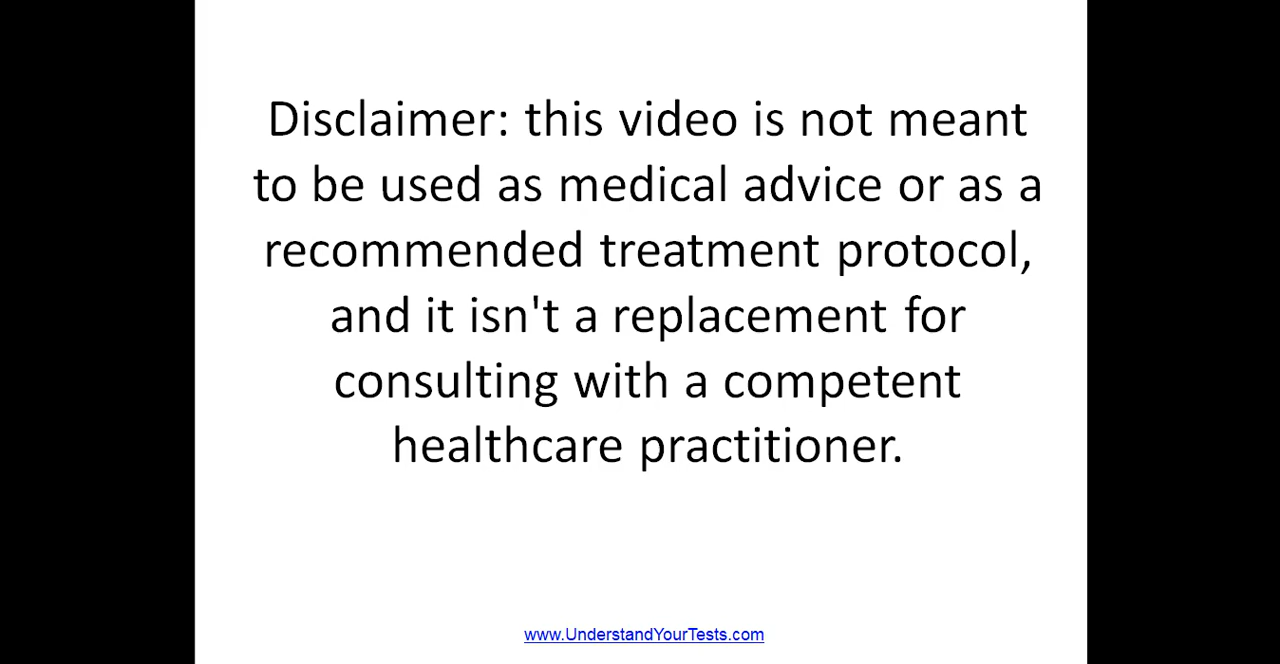 Disclaimer: this video is not meant
to be used as medical advice or as a
recommended treatment protocol,
and it isn't a replacement for
consulting with a competent
healthcare practitioner.
www.UnderstandYourTests.com